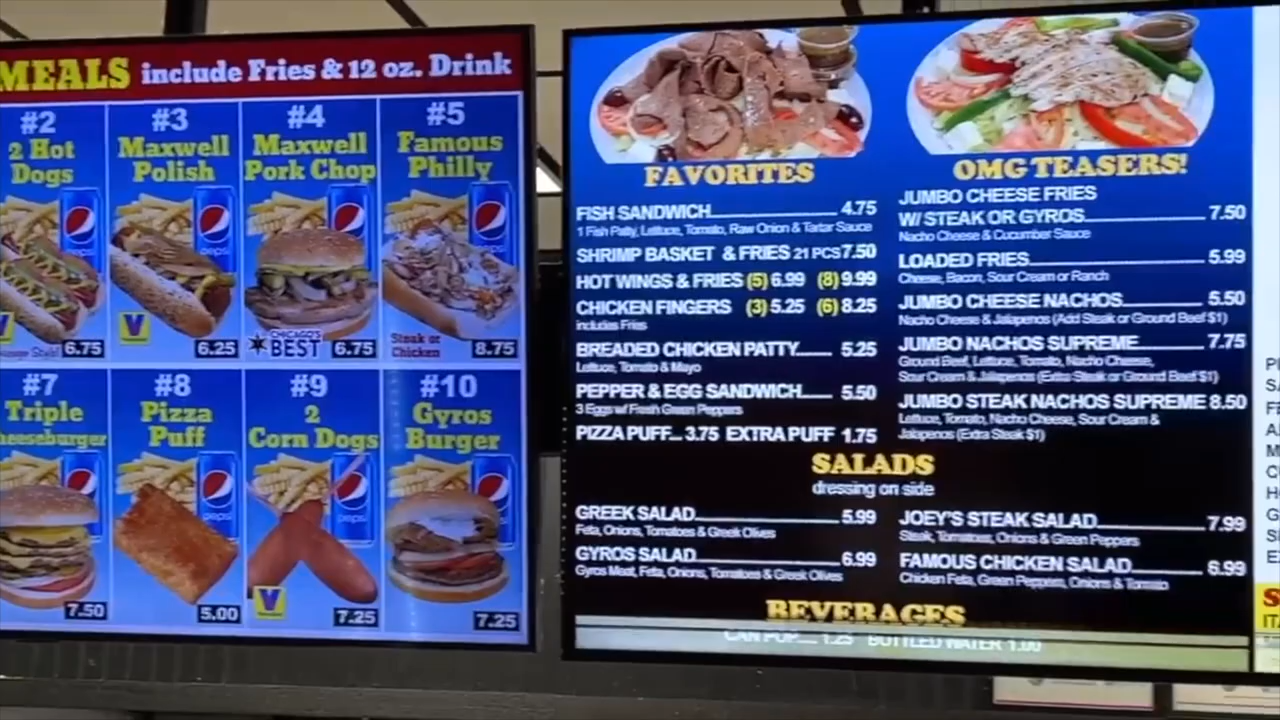 MEALS include Fries & 12 oz. Drink
#2
2 Hot
Dogs
6.75
#3
Maxwell
Polish
pepsi
V
6.25
#4
Maxwell
Pork Chop
CHICAGO'S
BEST
6.75
#5
Famous
Philly
pepsi
Steak or
Chicken
8.75
#7
Triple
heeseburger
7.50
#8
Pizza
Puff
pepsi
5.00
#9
2
Corn Dogs
pepsi
V
7.25
#10
Gyros
Burger
pepsi
7.25
FAVORITES
FISH SANDWICH 4.75
1 Fish Patty, Lettuce, Tomato, Raw Onion & Tartar Sauce
SHRIMP BASKET & FRIES 21 PCS 7.50
HOT WINGS & FRIES (5) 6.99 (8) 9.99
CHICKEN FINGERS (3) 5.25 (6) 8.25
includes Fries
BREADED CHICKEN PATTY 5.25
Lettuce, Tomato & Mayo
PEPPER & EGG SANDWICH 5.50
3 Eggs w/ Fresh Green Peppers
PIZZA PUFF... 3.75 EXTRA PUFF 1.75
OMG TEASERS!
JUMBO CHEESE FRIES
W/ STEAK OR GYROS 7.50
Nacho Cheese & Cucumber Sauce
LOADED FRIES 5.99
Cheese, Bacon, Sour Cream or Ranch
JUMBO CHEESE NACHOS 5.50
Nacho Cheese & Jalapenos (Add Steak or Ground Beef $1)
JUMBO NACHOS SUPREME 7.75
Ground Beef, Lettuce, Tomato, Nacho Cheese,
Sour Cream & Jalapenos (Extra Steak or Ground Beef $1)
JUMBO STEAK NACHOS SUPREME 8.50
Lettuce, Tomato, Nacho Cheese, Sour Cream &
Jalapenos (Extra Steak $1)
SALADS
dressing on side
GREEK SALAD 5.99
Feta, Onions, Tomatoes & Greek Olives
GYROS SALAD 6.99
Gyros Meat, Feta, Onions, Tomatoes & Greek Olives
JOEY'S STEAK SALAD 7.99
Steak, Tomatoes, Onions & Green Peppers
FAMOUS CHICKEN SALAD 6.99
Chicken Feta, Green Peppers, Onions & Tomato
BEVERAGES
CAN POP.... 1.25 BOTTLED WATER 1.00